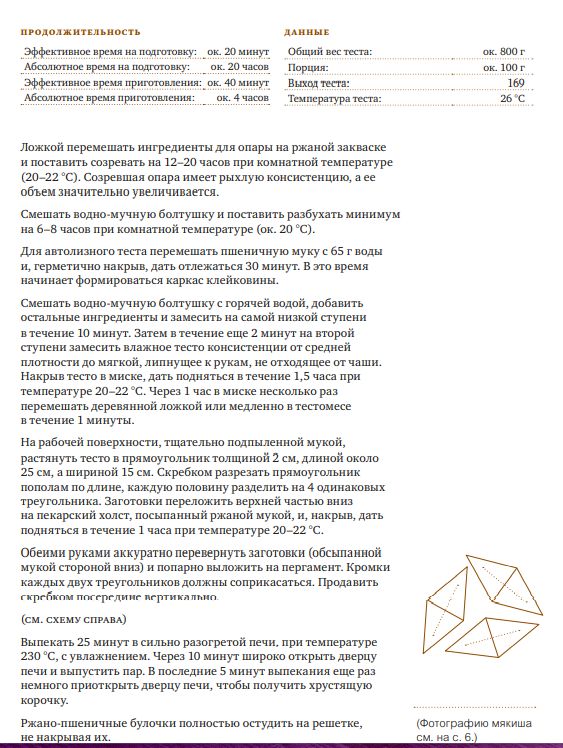 ПРОДОЛЖИТЕЛЬНОСТЬ
Эффективное время на подготовку: ок. 20 минут
Абсолютное время на подготовку: ок. 20 часов
Эффективное время приготовления: ок. 40 минут
Абсолютное время приготовления: ок. 4 часов
ДАННЫЕ
Общий вес теста: ок. 800 г
Порция: ок. 100 г
Выход теста: 169
Температура теста: 26 °C
Ложкой перемешать ингредиенты для опары на ржаной закваске
и поставить созревать на 12–20 часов при комнатной температуре
(20–22 °C). Созревшая опара имеет рыхлую консистенцию, а ее
объем значительно увеличивается.
Смешать водно-мучную болтушку и поставить разбухать минимум
на 6–8 часов при комнатной температуре (ок. 20 °C).
Для автолизного теста перемешать пшеничную муку с 65 г воды
и, герметично накрыв, дать отлежаться 30 минут. В это время
начинает формироваться каркас клейковины.
Смешать водно-мучную болтушку с горячей водой, добавить
остальные ингредиенты и замесить на самой низкой ступени
в течение 10 минут. Затем в течение еще 2 минут на второй
ступени замесить влажное тесто консистенции от средней
плотности до мягкой, липнущее к рукам, не отходящее от чаши.
Накрыв тесто в миске, дать подняться в течение 1,5 часа при
температуре 20–22 °C. Через 1 час в миске несколько раз
перемешать деревянной ложкой или медленно в тестомесе
в течение 1 минуты.
На рабочей поверхности, тщательно подпыленной мукой,
растянуть тесто в прямоугольник толщиной 2 см, длиной около
25 см, а шириной 15 см. Скребком разрезать прямоугольник
пополам по длине, каждую половину разделить на 4 одинаковых
треугольника. Заготовки переложить верхней частью вниз
на пекарский холст, посыпанный ржаной мукой, и, накрыв, дать
подняться в течение 1 часа при температуре 20–22 °C.
Обеими руками аккуратно перевернуть заготовки (обсыпанной
мукой стороной вниз) и попарно выложить на пергамент. Кромки
каждых двух треугольников должны соприкасаться. Продавить
скребком посередине вертикально.
(СМ. СХЕМУ СПРАВА)
Выпекать 25 минут в сильно разогретой печи, при температуре
230 °C, с увлажнением. Через 10 минут широко открыть дверцу
печи и выпустить пар. В последние 5 минут выпекания еще раз
немного приоткрыть дверцу печи, чтобы получить хрустящую
корочку.
Ржано-пшеничные булочки полностью остудить на решетке,
не накрывая их.
(Фотографию мякиша
см. на с. 6.)